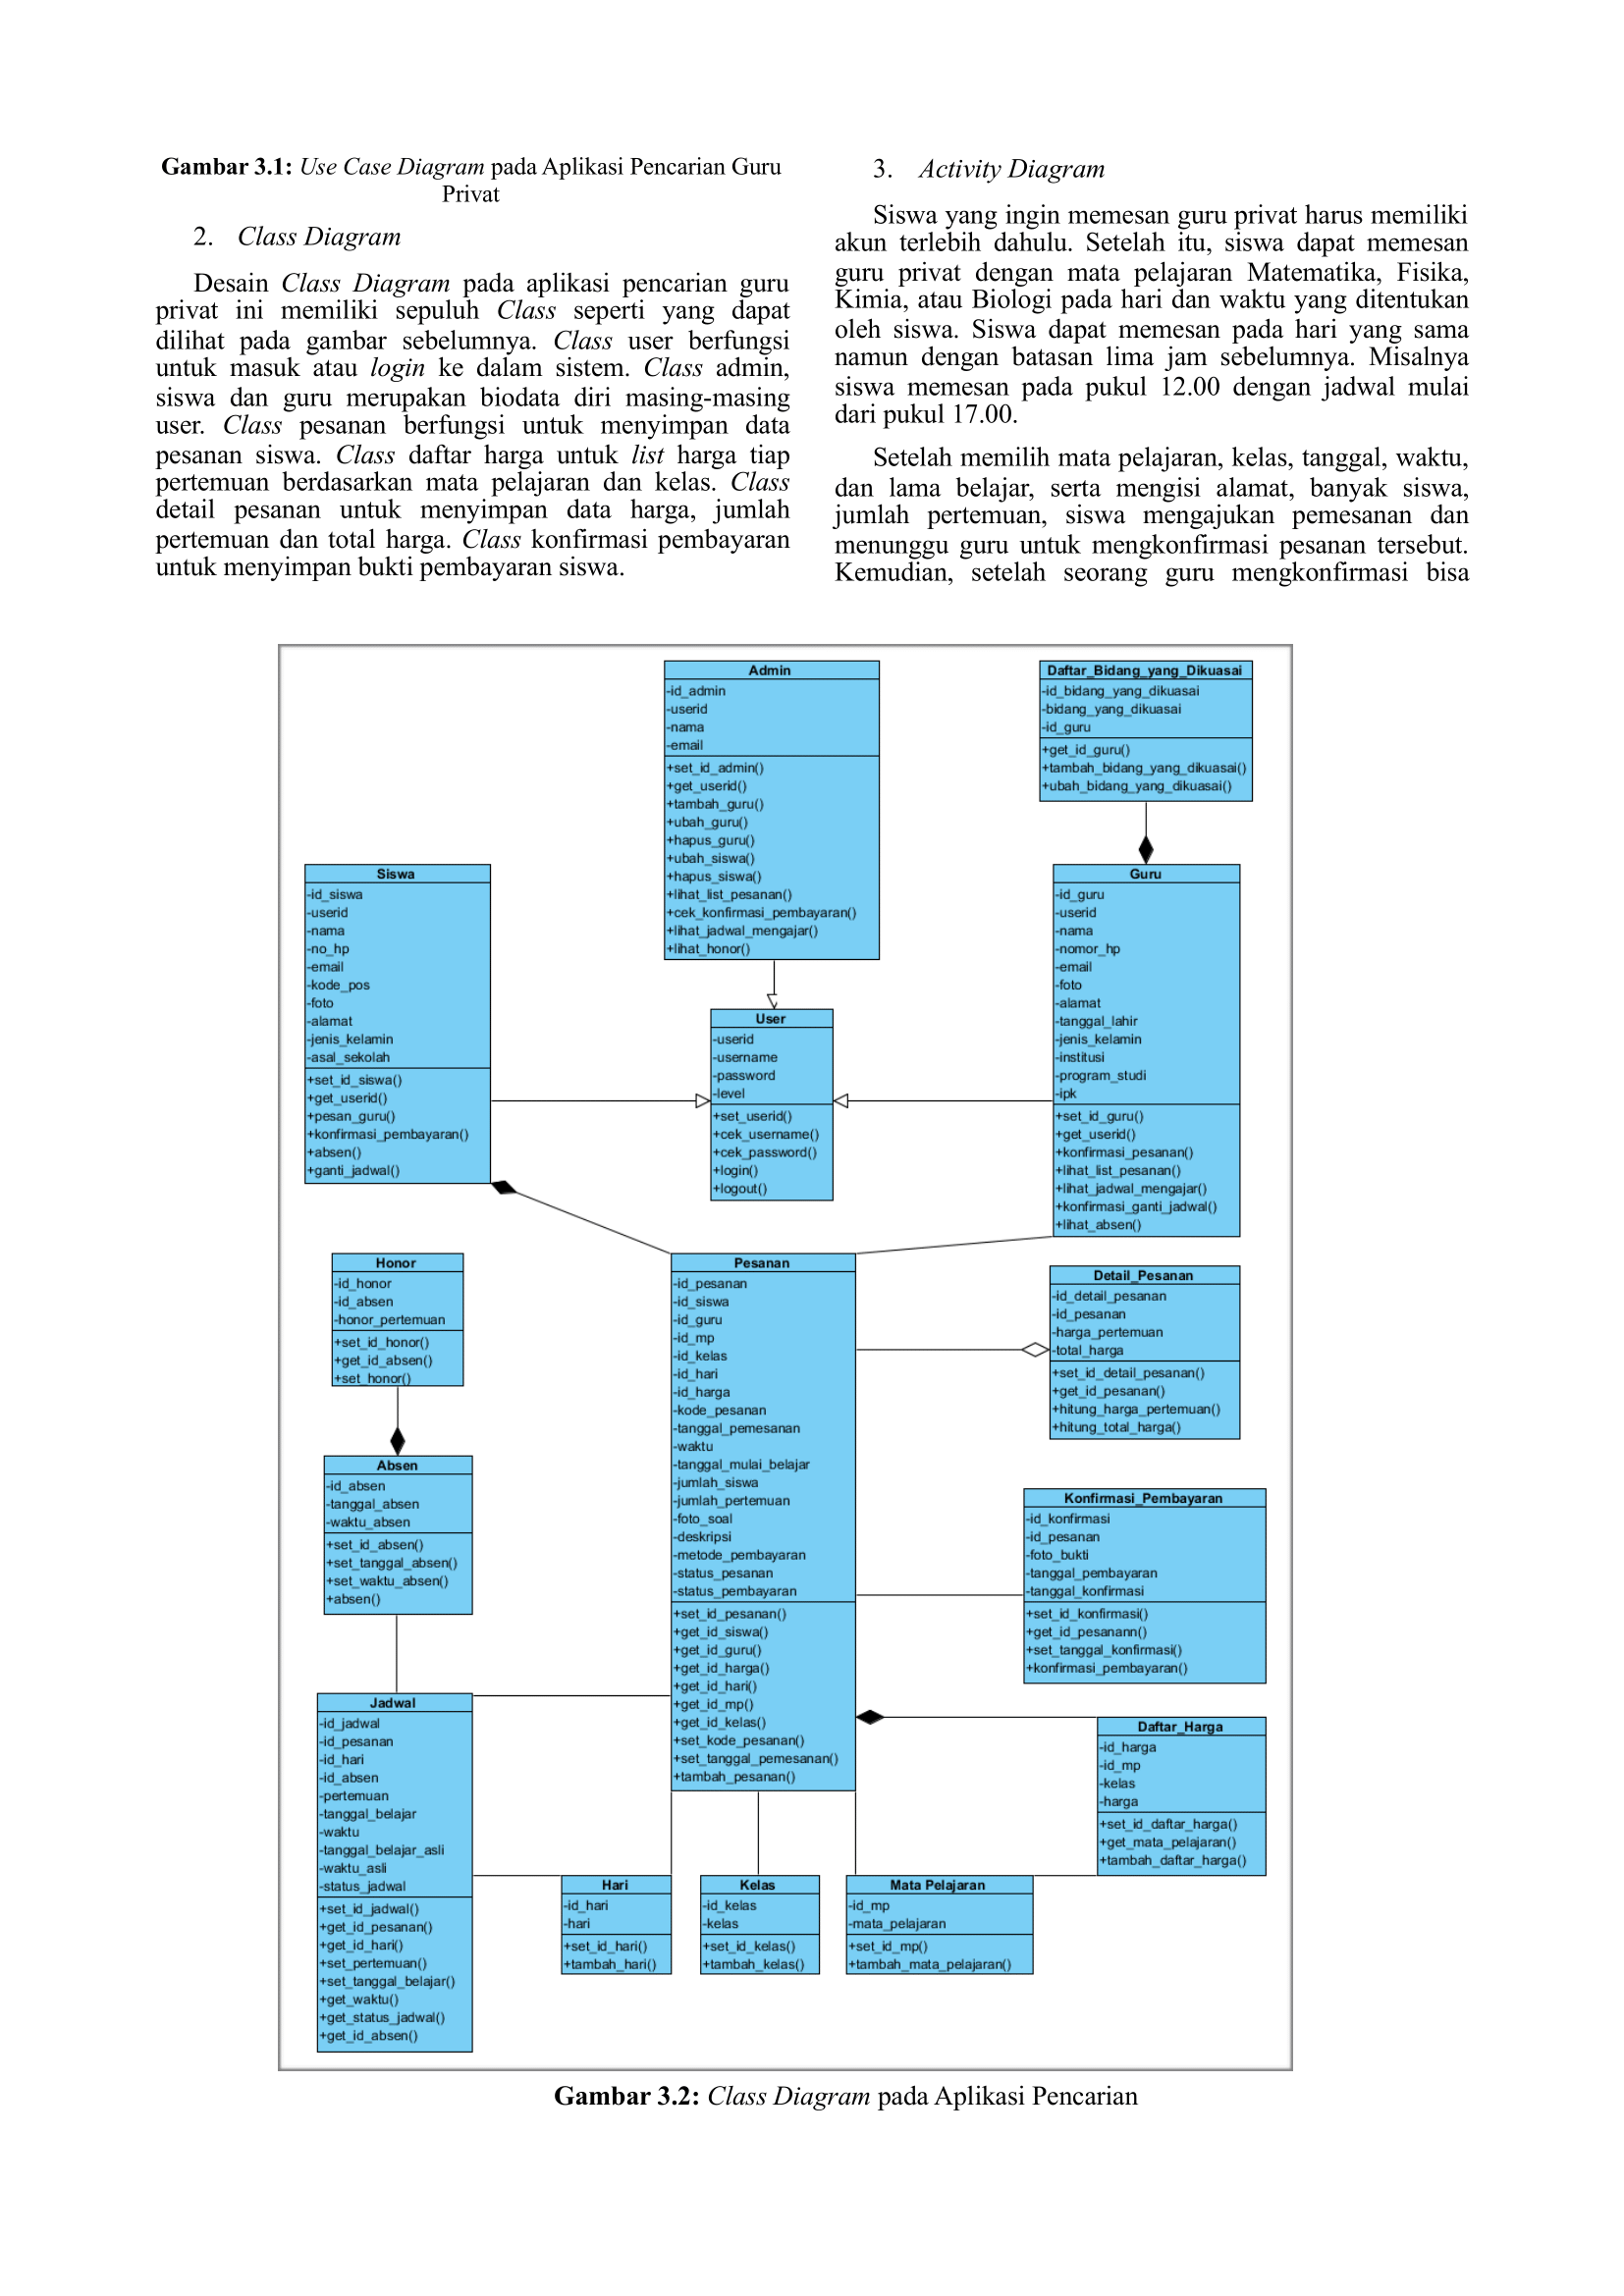 Gambar 3.1: Use Case Diagram pada Aplikasi Pencarian Guru
Privat
2. Class Diagram
Desain Class Diagram pada aplikasi pencarian guru
privat ini memiliki sepuluh Class seperti yang dapat
dilihat pada gambar sebelumnya. Class user berfungsi
untuk masuk atau login ke dalam sistem. Class admin,
siswa dan guru merupakan biodata diri masing-masing
user. Class pesanan berfungsi untuk menyimpan data
pesanan siswa. Class daftar harga untuk list harga tiap
pertemuan berdasarkan mata pelajaran dan kelas. Class
detail pesanan untuk menyimpan data harga, jumlah
pertemuan dan total harga. Class konfirmasi pembayaran
untuk menyimpan bukti pembayaran siswa.
3. Activity Diagram
Siswa yang ingin memesan guru privat harus memiliki
akun terlebih dahulu. Setelah itu, siswa dapat memesan
guru privat dengan mata pelajaran Matematika, Fisika,
Kimia, atau Biologi pada hari dan waktu yang ditentukan
oleh siswa. Siswa dapat memesan pada hari yang sama
namun dengan batasan lima jam sebelumnya. Misalnya
siswa memesan pada pukul 12.00 dengan jadwal mulai
dari pukul 17.00.
Setelah memilih mata pelajaran, kelas, tanggal, waktu,
dan lama belajar, serta mengisi alamat, banyak siswa,
jumlah pertemuan, siswa mengajukan pemesanan dan
menunggu guru untuk mengkonfirmasi pesanan tersebut.
Kemudian, setelah seorang guru mengkonfirmasi bisa
Admin
-id_admin
-userid
-nama
-email
+set_id_admin()
+get_userid()
+tambah_guru()
+ubah_guru()
+hapus_guru()
+ubah_siswa()
+hapus_siswa()
+lihat_list_pesanan()
+cek_konfirmasi_pembayaran()
+lihat_jadwal_mengajar()
+lihat_honor()
Daftar_Bidang_yang_Dikuasai
-id_bidang_yang_dikuasai
-bidang_yang_dikuasai
-id_guru
+get_id_guru()
+tambah_bidang_yang_dikuasai()
+ubah_bidang_yang_dikuasai()
Siswa
-id_siswa
-userid
-nama
-no_hp
-email
-kode_pos
-foto
-alamat
-jenis_kelamin
-asal_sekolah
+set_id_siswa()
+get_userid()
+pesan_guru()
+konfirmasi_pembayaran()
+absen()
+ganti_jadwal()
User
-userid
-username
-password
-level
+set_userid()
+cek_username()
+cek_password()
+login()
+logout()
Guru
-id_guru
-userid
-nama
-nomor_hp
-email
-foto
-alamat
-tanggal_lahir
-jenis_kelamin
-institusi
-program_studi
-ipk
+set_id_guru()
+get_userid()
+konfirmasi_pesanan()
+lihat_list_pesanan()
+lihat_jadwal_mengajar()
+konfirmasi_ganti_jadwal()
+lihat_absen()
Honor
-id_honor
-id_absen
-honor_pertemuan
+set_id_honor()
+get_id_absen()
+set_honor()
Pesanan
-id_pesanan
-id_siswa
-id_guru
-id_mp
-id_kelas
-id_hari
-id_harga
-kode_pesanan
-tanggal_pemesanan
-waktu
-tanggal_mulai_belajar
-jumlah_siswa
-jumlah_pertemuan
-foto_soal
-deskripsi
-metode_pembayaran
-status_pesanan
-status_pembayaran
+set_id_pesanan()
+get_id_siswa()
+get_id_guru()
+get_id_harga()
+get_id_hari()
+get_id_mp()
+get_id_kelas()
+set_kode_pesanan()
+set_tanggal_pemesanan()
+tambah_pesanan()
Detail_Pesanan
-id_detail_pesanan
-id_pesanan
-harga_pertemuan
-total_harga
+set_id_detail_pesanan()
+get_id_pesanan()
+hitung_harga_pertemuan()
+hitung_total_harga()
Absen
-id_absen
-tanggal_absen
-waktu_absen
+set_id_absen()
+set_tanggal_absen()
+set_waktu_absen()
+absen()
Konfirmasi_Pembayaran
-id_konfirmasi
-id_pesanan
-foto_bukti
-tanggal_pembayaran
-tanggal_konfirmasi
+set_id_konfirmasi()
+get_id_pesanann()
+set_tanggal_konfirmasi()
+konfirmasi_pembayaran()
Jadwal
-id_jadwal
-id_pesanan
-id_hari
-id_absen
-pertemuan
-tanggal_belajar
-waktu
-tanggal_belajar_asli
-waktu_asli
-status_jadwal
+set_id_jadwal()
+get_id_pesanan()
+get_id_hari()
+set_pertemuan()
+set_tanggal_belajar()
+get_waktu()
+get_status_jadwal()
+get_id_absen()
Daftar_Harga
-id_harga
-id_mp
-kelas
-harga
+set_id_daftar_harga()
+get_mata_pelajaran()
+tambah_daftar_harga()
Hari
-id_hari
-hari
+set_id_hari()
+tambah_hari()
Kelas
-id_kelas
-kelas
+set_id_kelas()
+tambah_kelas()
Mata Pelajaran
-id_mp
-mata_pelajaran
+set_id_mp()
+tambah_mata_pelajaran()
Gambar 3.2: Class Diagram pada Aplikasi Pencarian